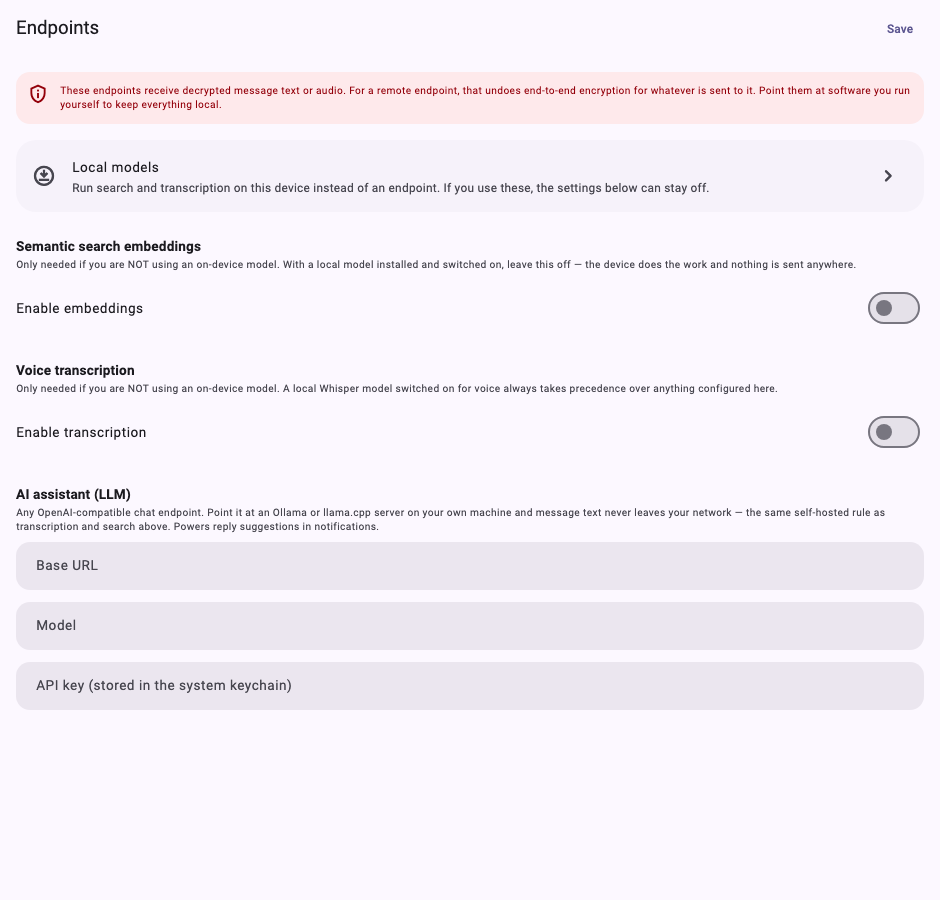 Endpoints
Save
These endpoints receive decrypted message text or audio. For a remote endpoint, that undoes end-to-end encryption for whatever is sent to it. Point them at software you run
yourself to keep everything local.
Local models
Run search and transcription on this device instead of an endpoint. If you use these, the settings below can stay off.
Semantic search embeddings
Only needed if you are NOT using an on-device model. With a local model installed and switched on, leave this off — the device does the work and nothing is sent anywhere.
Enable embeddings
Voice transcription
Only needed if you are NOT using an on-device model. A local Whisper model switched on for voice always takes precedence over anything configured here.
Enable transcription
AI assistant (LLM)
Any OpenAI-compatible chat endpoint. Point it at an Ollama or llama.cpp server on your own machine and message text never leaves your network — the same self-hosted rule as
transcription and search above. Powers reply suggestions in notifications.
Base URL
Model
API key (stored in the system keychain)